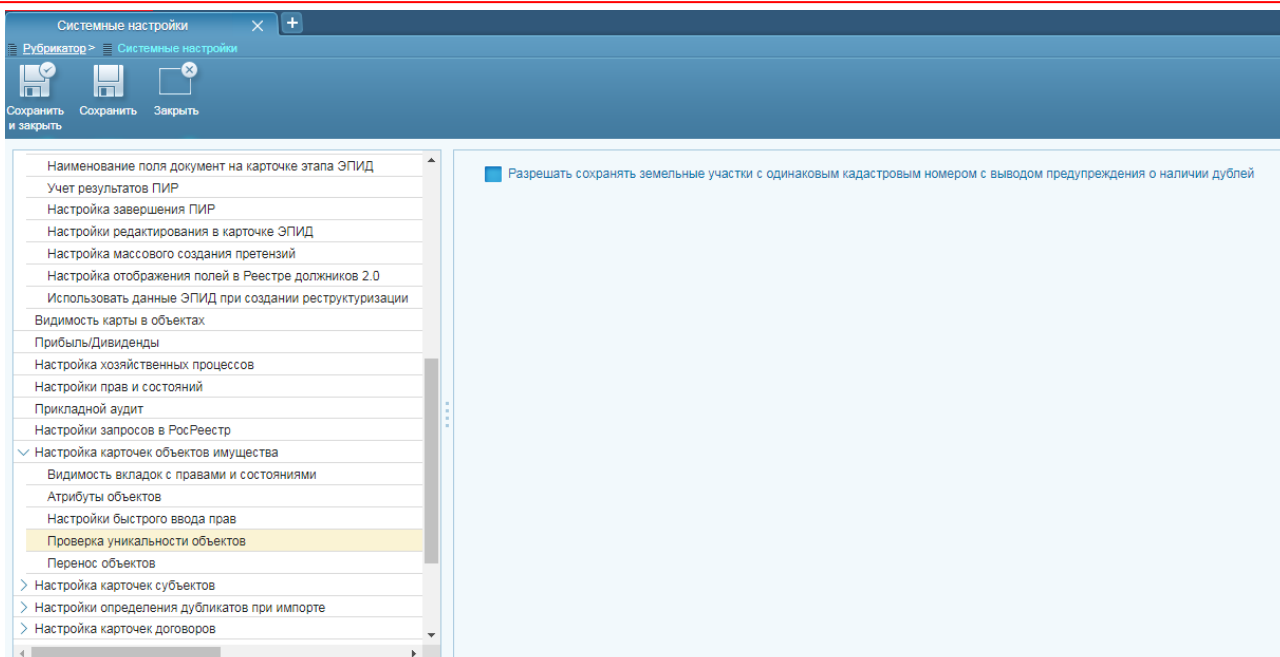 Системные настройки
Рубрикатор > Системные настройки
Сохранить и закрыть
Сохранить
Закрыть
Наименование поля документ на карточке этапа ЭПИД
Учет результатов ПИР
Настройка завершения ПИР
Настройки редактирования в карточке ЭПИД
Настройка массового создания претензий
Настройка отображения полей в Реестре должников 2.0
Использовать данные ЭПИД при создании реструктуризации
Видимость карты в объектах
Прибыль/Дивиденды
Настройка хозяйственных процессов
Настройки прав и состояний
Прикладной аудит
Настройки запросов в РосРеестр
Настройка карточек объектов имущества
Видимость вкладок с правами и состояниями
Атрибуты объектов
Настройки быстрого ввода прав
Проверка уникальности объектов
Перенос объектов
Настройка карточек субъектов
Настройки определения дубликатов при импорте
Настройка карточек договоров
Разрешать сохранять земельные участки с одинаковым кадастровым номером с выводом предупреждения о наличии дублей